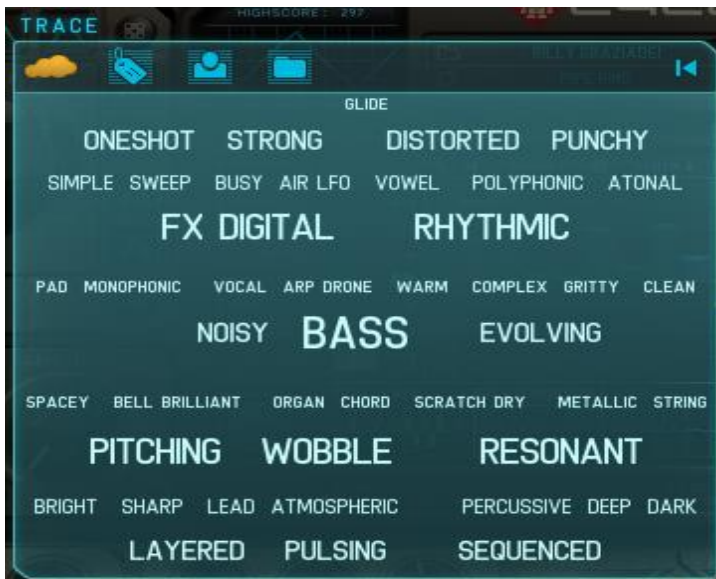 HIGHSCORE: 297
TRACE
GLIDE
ONESHOT STRONG DISTORTED PUNCHY
SIMPLE SWEEP BUSY AIR LFO VOWEL POLYPHONIC ATONAL
FX DIGITAL RHYTHMIC
PAD MONOPHONIC VOCAL ARP DRONE WARM COMPLEX GRITTY CLEAN
NOISY BASS EVOLVING
SPACEY BELL BRILLIANT ORGAN CHORD SCRATCH DRY METALLIC STRING
PITCHING WOBBLE RESONANT
BRIGHT SHARP LEAD ATMOSPHERIC PERCUSSIVE DEEP DARK
LAYERED PULSING SEQUENCED